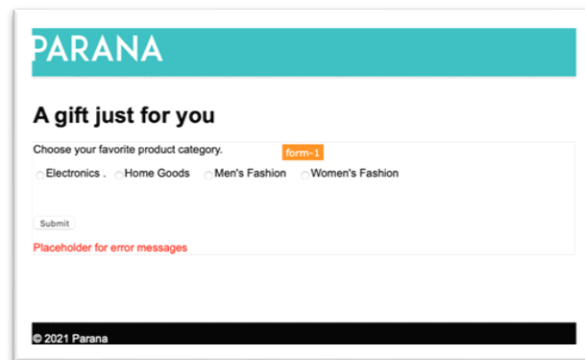 PARANA
A gift just for you
Choose your favorite product category.
form-1
Electronics . Home Goods Men's Fashion Women's Fashion
Submit
Placeholder for error messages
© 2021 Parana